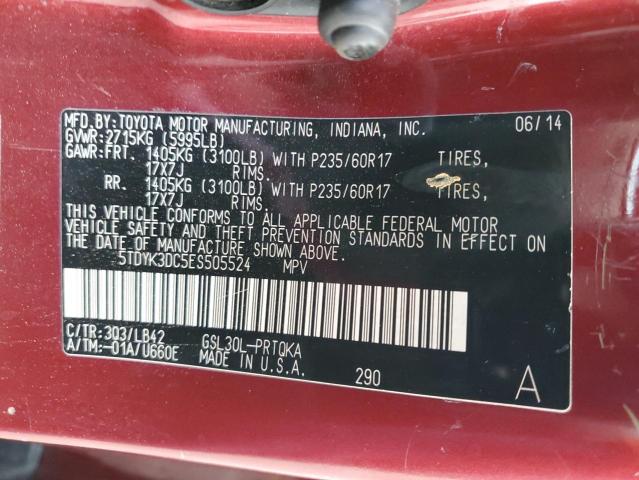 MFD.BY:TOYOTA MOTOR MANUFACTURING, INDIANA, INC. 06/14
GVWR:2715KG (5995LB)
GAWR:FRT. 1405KG (3100LB) WITH P235/60R17 TIRES,
17X7J RIMS.
RR. 1405KG (3100LB) WITH P235/60R17 TIRES,
17X7J RIMS.
THIS VEHICLE CONFORMS TO ALL APPLICABLE FEDERAL MOTOR
VEHICLE SAFETY AND THEFT PREVENTION STANDARDS IN EFFECT ON
THE DATE OF MANUFACTURE SHOWN ABOVE.
5TDYK3DC5ES505524 MPV
C/TR:3Q3/LB42 GSL30L-PRTQKA
A/TM:-01A/U660E MADE IN U.S.A.
290 A